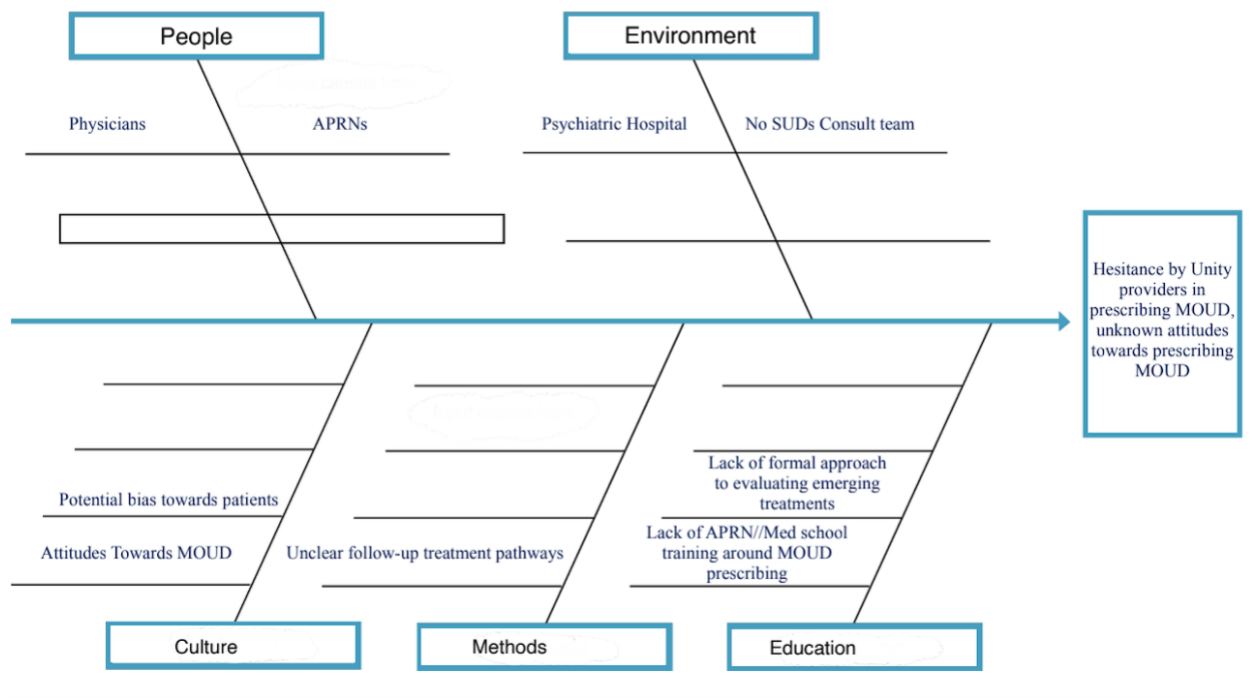 People
Environment
Physicians
APRNs
Psychiatric Hospital
No SUDs Consult team
Hesitance by Unity
providers in
prescribing MOUD,
unknown attitudes
towards prescribing
MOUD
Potential bias towards patients
Attitudes Towards MOUD
Unclear follow-up treatment pathways
Lack of formal approach
to evaluating emerging
treatments
Lack of APRN//Med school
training around MOUD
prescribing
Culture
Methods
Education